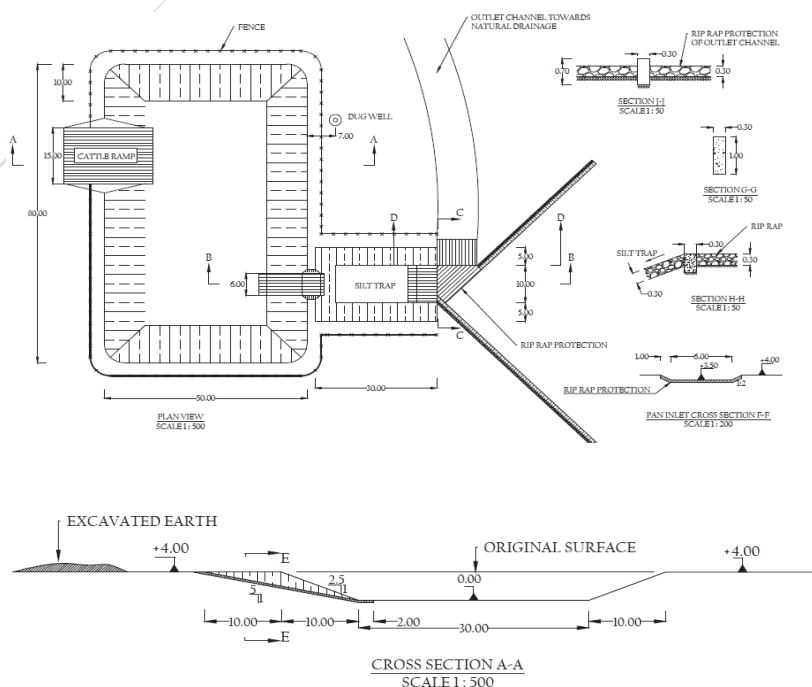 FENCE
OUTLET CHANNEL TOWARDS
NATURAL DRAINAGE
10.00
A
15.00
CATTLE RAMP
80.00
DUG WELL
7.00
A
B
6.00
SILT TRAP
D
C
D
B
5.00
10.00
5.00
C
RIP RAP PROTECTION
30.00
50.00
PLAN VIEW
SCALE 1 : 500
RIP RAP PROTECTION
OF OUTLET CHANNEL
0.30
0.70
0.30
SECTION J-J
SCALE 1 : 50
0.30
1.00
SECTION G-G
SCALE 1 : 50
RIP RAP
SILT TRAP
0.30
0.30
0.30
SECTION H-H
SCALE 1 : 50
1.00
6.00
+3.50
+4.00
1:2
RIP RAP PROTECTION
PAN INLET CROSS SECTION F-F
SCALE 1 : 200
EXCAVATED EARTH
+4.00
E
ORIGINAL SURFACE
+4.00
2.5
1
0.00
5
1
10.00
10.00
2.00
30.00
10.00
E
CROSS SECTION A-A
SCALE 1 : 500